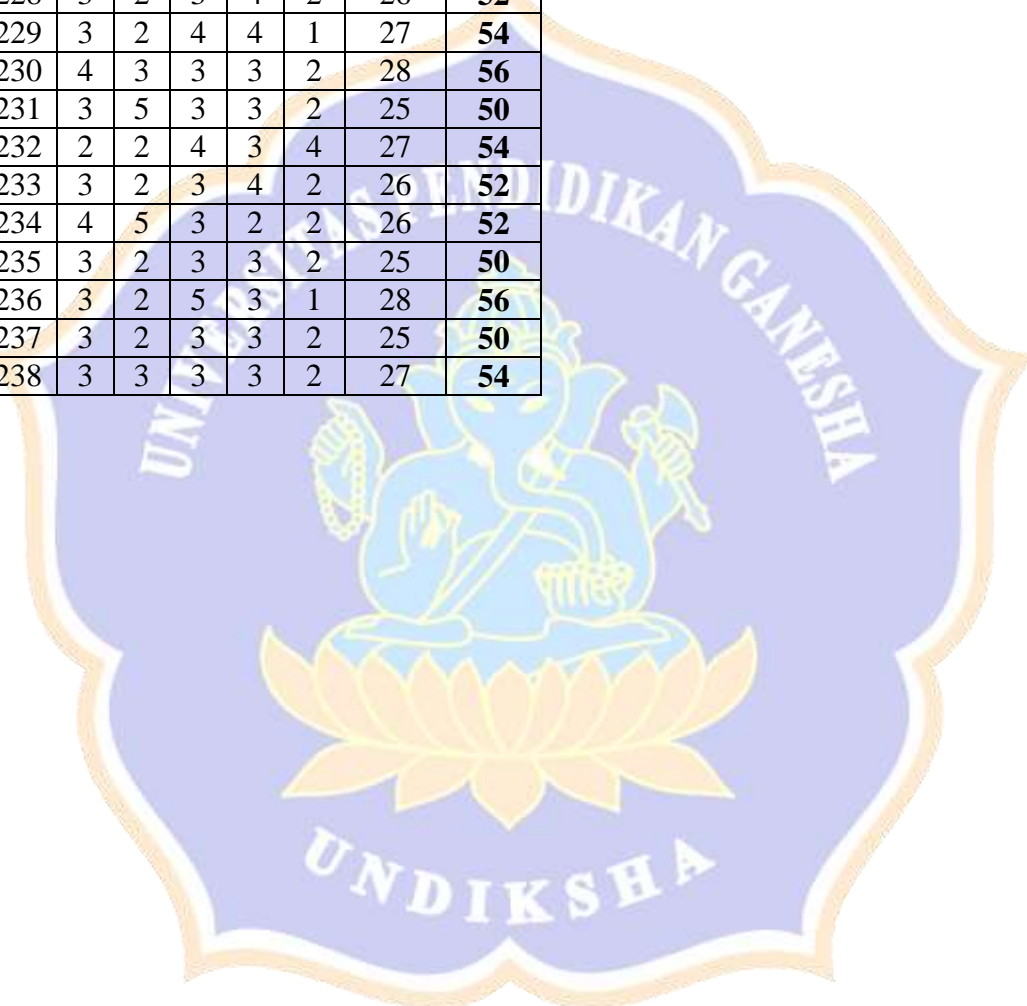 229 3 2 4 4 1 27 54
230 4 3 3 3 2 28 56
231 3 5 3 3 2 25 50
232 2 2 4 3 4 27 54
233 3 2 3 4 2 26 52
234 4 5 3 2 2 26 52
235 3 2 3 3 2 25 50
236 3 2 5 3 1 28 56
237 3 2 3 3 2 25 50
238 3 3 3 3 2 27 54
UNIVERSITAS PENDIDIKAN GANESHA
UNDIKSHA